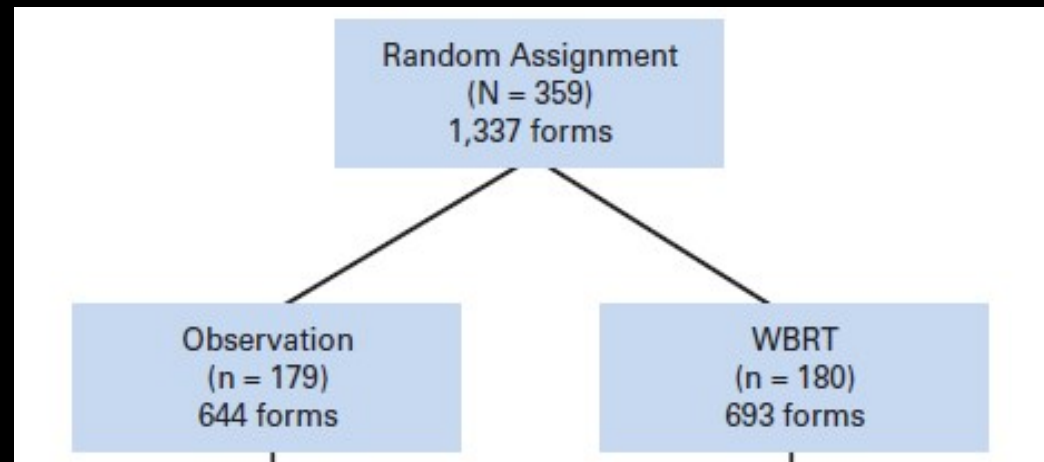 Random Assignment
(N = 359)
1,337 forms
Observation
(n = 179)
644 forms
WBRT
(n = 180)
693 forms